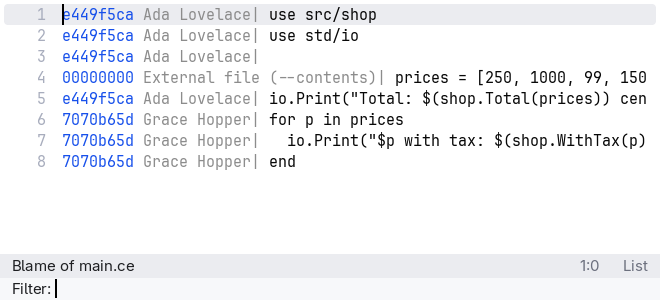 1 e449f5ca Ada Lovelace| use src/shop
2 e449f5ca Ada Lovelace| use std/io
3 e449f5ca Ada Lovelace|
4 00000000 External file (--contents)| prices = [250, 1000, 99, 150
5 e449f5ca Ada Lovelace| io.Print("Total: $(shop.Total(prices)) cen
6 7070b65d Grace Hopper| for p in prices
7 7070b65d Grace Hopper|   io.Print("$p with tax: $(shop.WithTax(p)
8 7070b65d Grace Hopper| end
Blame of main.ce 1:0 List
Filter: